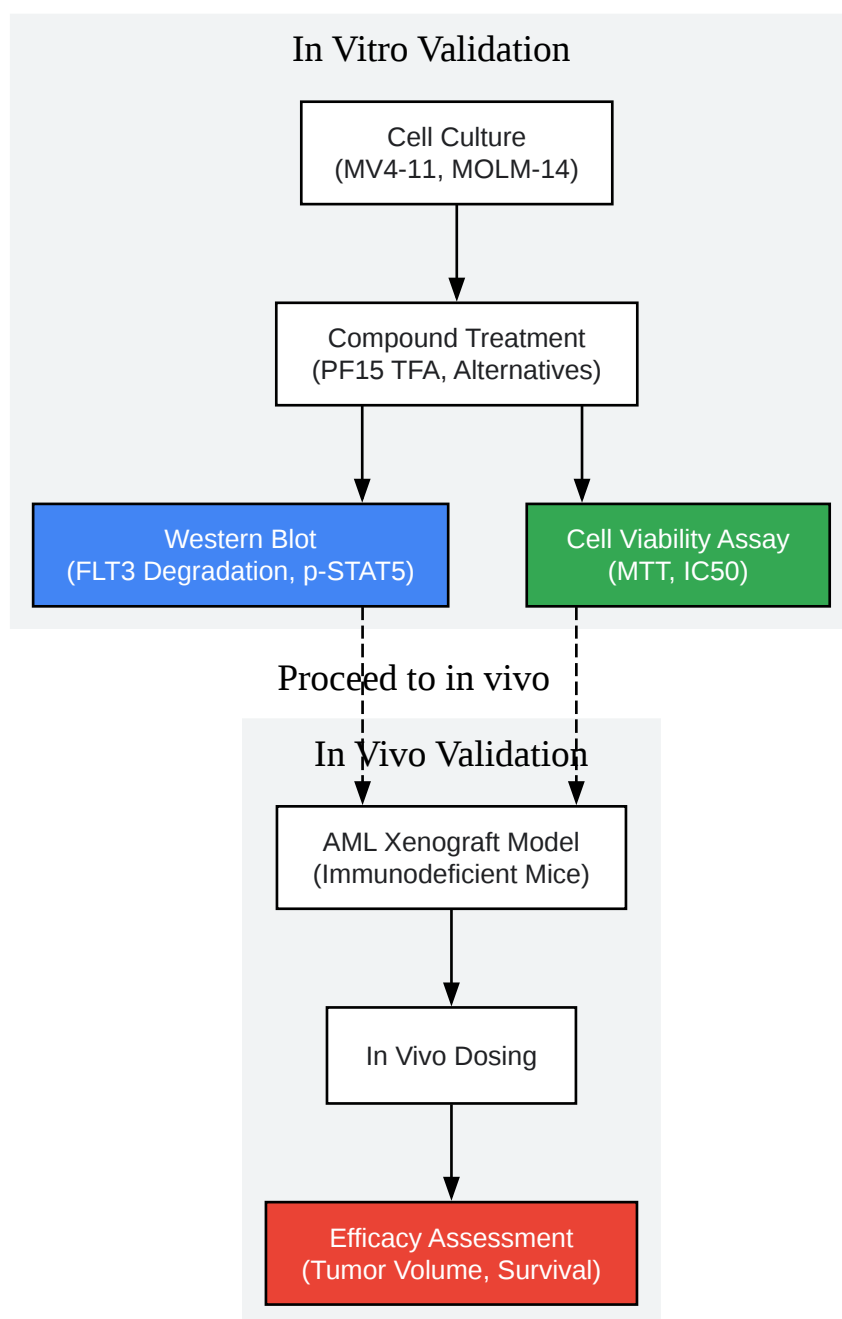 In Vitro Validation
Cell Culture
(MV4-11, MOLM-14)
Compound Treatment
(PF15 TFA, Alternatives)
Western Blot
(FLT3 Degradation, p-STAT5)
Cell Viability Assay
(MTT, IC50)
Proceed to in vivo
In Vivo Validation
AML Xenograft Model
(Immunodeficient Mice)
In Vivo Dosing
Efficacy Assessment
(Tumor Volume, Survival)